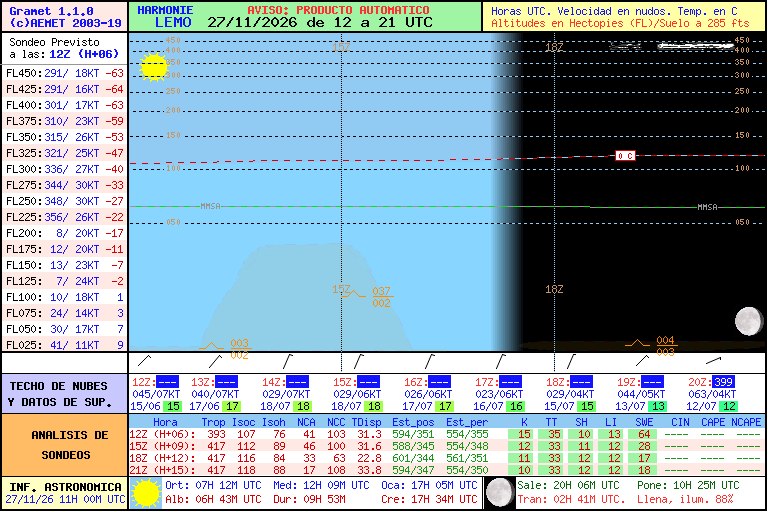 Gramet 1.1.0
(c)AEMET 2003-19
HARMONIE
LEMO
AVISO: PRODUCTO AUTOMATICO
27/11/2026 de 12 a 21 UTC
Horas UTC. Velocidad en nudos. Temp. en C
Altitudes en Hectopies (FL)/Suelo a 285 fts
Sondeo Previsto
a las: 12Z (H+06)
FL450: 291/ 18KT -63
FL425: 291/ 16KT -64
FL400: 301/ 17KT -63
FL375: 310/ 23KT -59
FL350: 315/ 26KT -53
FL325: 321/ 25KT -47
FL300: 336/ 27KT -40
FL275: 344/ 30KT -33
FL250: 348/ 30KT -27
FL225: 356/ 26KT -22
FL200: 8/ 20KT -17
FL175: 12/ 20KT -11
FL150: 13/ 23KT -7
FL125: 7/ 24KT -2
FL100: 10/ 18KT 1
FL075: 24/ 14KT 3
FL050: 30/ 17KT 7
FL025: 41/ 11KT 9
450 15Z 18Z 450
400 400
350 350
300 300
250 250
200 200
150 150
0 C
100 100
MMSA MMSA
050 050
15Z 18Z
037
002
003
002
004
003
TECHO DE NUBES
Y DATOS DE SUP.
12Z: --- 13Z: --- 14Z: --- 15Z: --- 16Z: --- 17Z: --- 18Z: --- 19Z: --- 20Z: 399
045/07KT 040/07KT 028/07KT 029/06KT 026/07KT 023/06KT 034/07KT 044/05KT 063/04KT
15/06 15 17/06 17 18/07 18 18/07 18 18/07 17 16/07 16 15/07 15 13/07 13 12/07 12
ANALISIS DE
SONDEOS
Hora Trop Isoc Isoh NCA NCC TDisp Est_pos Est_per K TT SH LI SWE CIN CAPE NCAPE
12Z (H+06): 393 107 76 41 103 31.3 594/351 554/355 15 35 10 13 64 ---- ---- ----
15Z (H+09): 417 112 89 46 100 31.6 588/345 548/348 12 33 11 12 28 ---- ---- ----
18Z (H+12): 417 116 84 33 63 22.8 601/344 561/351 11 33 12 12 17 ---- ---- ----
21Z (H+15): 417 118 88 17 108 33.8 594/347 554/350 10 33 12 12 18 ---- ---- ----
INF. ASTRONOMICA
27/11/26 11H 00M UTC
Ort: 07H 12M UTC Med: 12H 09M UTC Oca: 17H 05M UTC
Alb: 06H 43M UTC Dur: 09H 53M Cre: 17H 34M UTC
Sale: 20H 06M UTC Pone: 10H 25M UTC
Tran: 02H 41M UTC. Llena, ilum. 88%